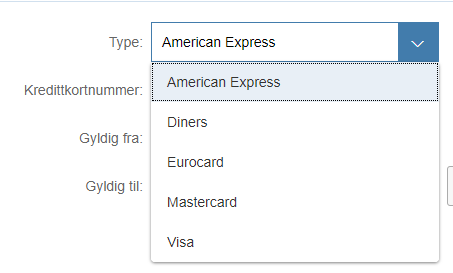 Type: American Express
American Express
Kredittkortnummer:
Diners
Gyldig fra:
Eurocard
Gyldig til:
Mastercard
Visa